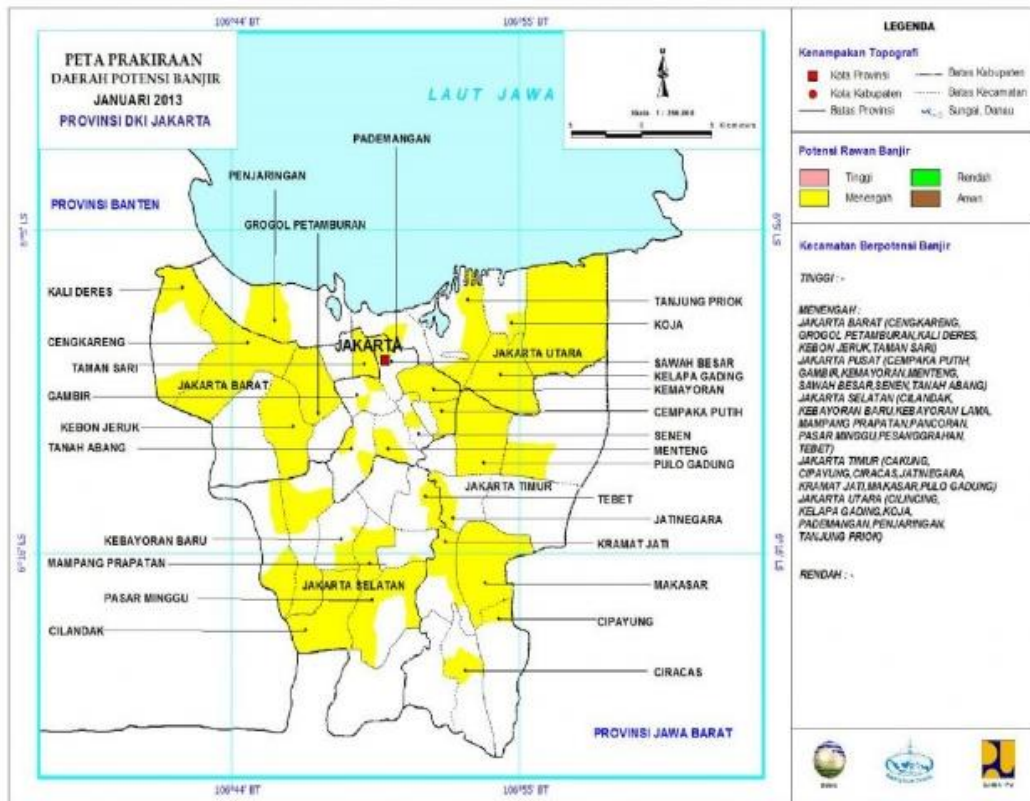 106°44' BT
106°55' BT
PETA PRAKIRAAN
DAERAH POTENSI BANJIR
JANUARI 2013
PROVINSI DKI JAKARTA
LAUT JAWA
PROVINSI BANTEN
PADEMANGAN
PENJARINGAN
GROGOL PETAMBURAN
KALI DERES
CENGKARENG
TAMAN SARI
JAKARTA
JAKARTA BARAT
GAMBIR
KEBON JERUK
TANAH ABANG
TANJUNG PRIOK
KOJA
JAKARTA UTARA
SAWAH BESAR
KELAPA GADING
KEMAYORAN
CEMPAKA PUTIH
SENEN
MENTENG
PULO GADUNG
JAKARTA TIMUR
TEBET
JATINEGARA
KEBAYORAN BARU
KRAMAT JATI
MAMPANG PRAPATAN
JAKARTA SELATAN
MAKASAR
PASAR MINGGU
CIPAYUNG
CILANDAK
CIRACAS
PROVINSI JAWA BARAT
106°44' BT
106°55' BT
LEGENDA
Kenampakan Topografi
Kota Provinsi
Batas Kabupaten
Kota Kabupaten
Batas Kecamatan
Batas Provinsi
Sungai, Danau
Potensi Rawan Banjir
Tinggi
Rendah
Menengah
Aman
Kecamatan Berpotensi Banjir
TINGGI : -
MENENGAH :
JAKARTA BARAT (CENGKARENG,
GROGOL PETAMBURAN,KALI DERES,
KEBON JERUK,TAMAN SARI)
JAKARTA PUSAT (CEMPAKA PUTIH,
GAMBIR,KEMAYORAN,MENTENG,
SAWAH BESAR,SENEN,TANAH ABANG)
JAKARTA SELATAN (CILANDAK,
KEBAYORAN BARU,KEBAYORAN LAMA,
MAMPANG PRAPATAN,PANCORAN,
PASAR MINGGU,PESANGGRAHAN,
TEBET)
JAKARTA TIMUR (CAKUNG,
CIPAYUNG,CIRACAS,JATINEGARA,
KRAMAT JATI,MAKASAR,PULO GADUNG)
JAKARTA UTARA (CILINCING,
KELAPA GADING,KOJA,
PADEMANGAN,PENJARINGAN,
TANJUNG PRIOK)
RENDAH : -